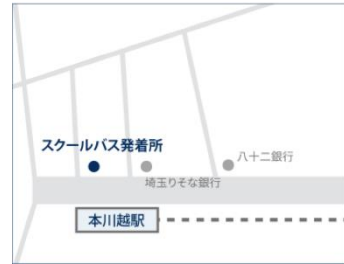 スクールバス発着所
八十二銀行
埼玉りそな銀行
本川越駅